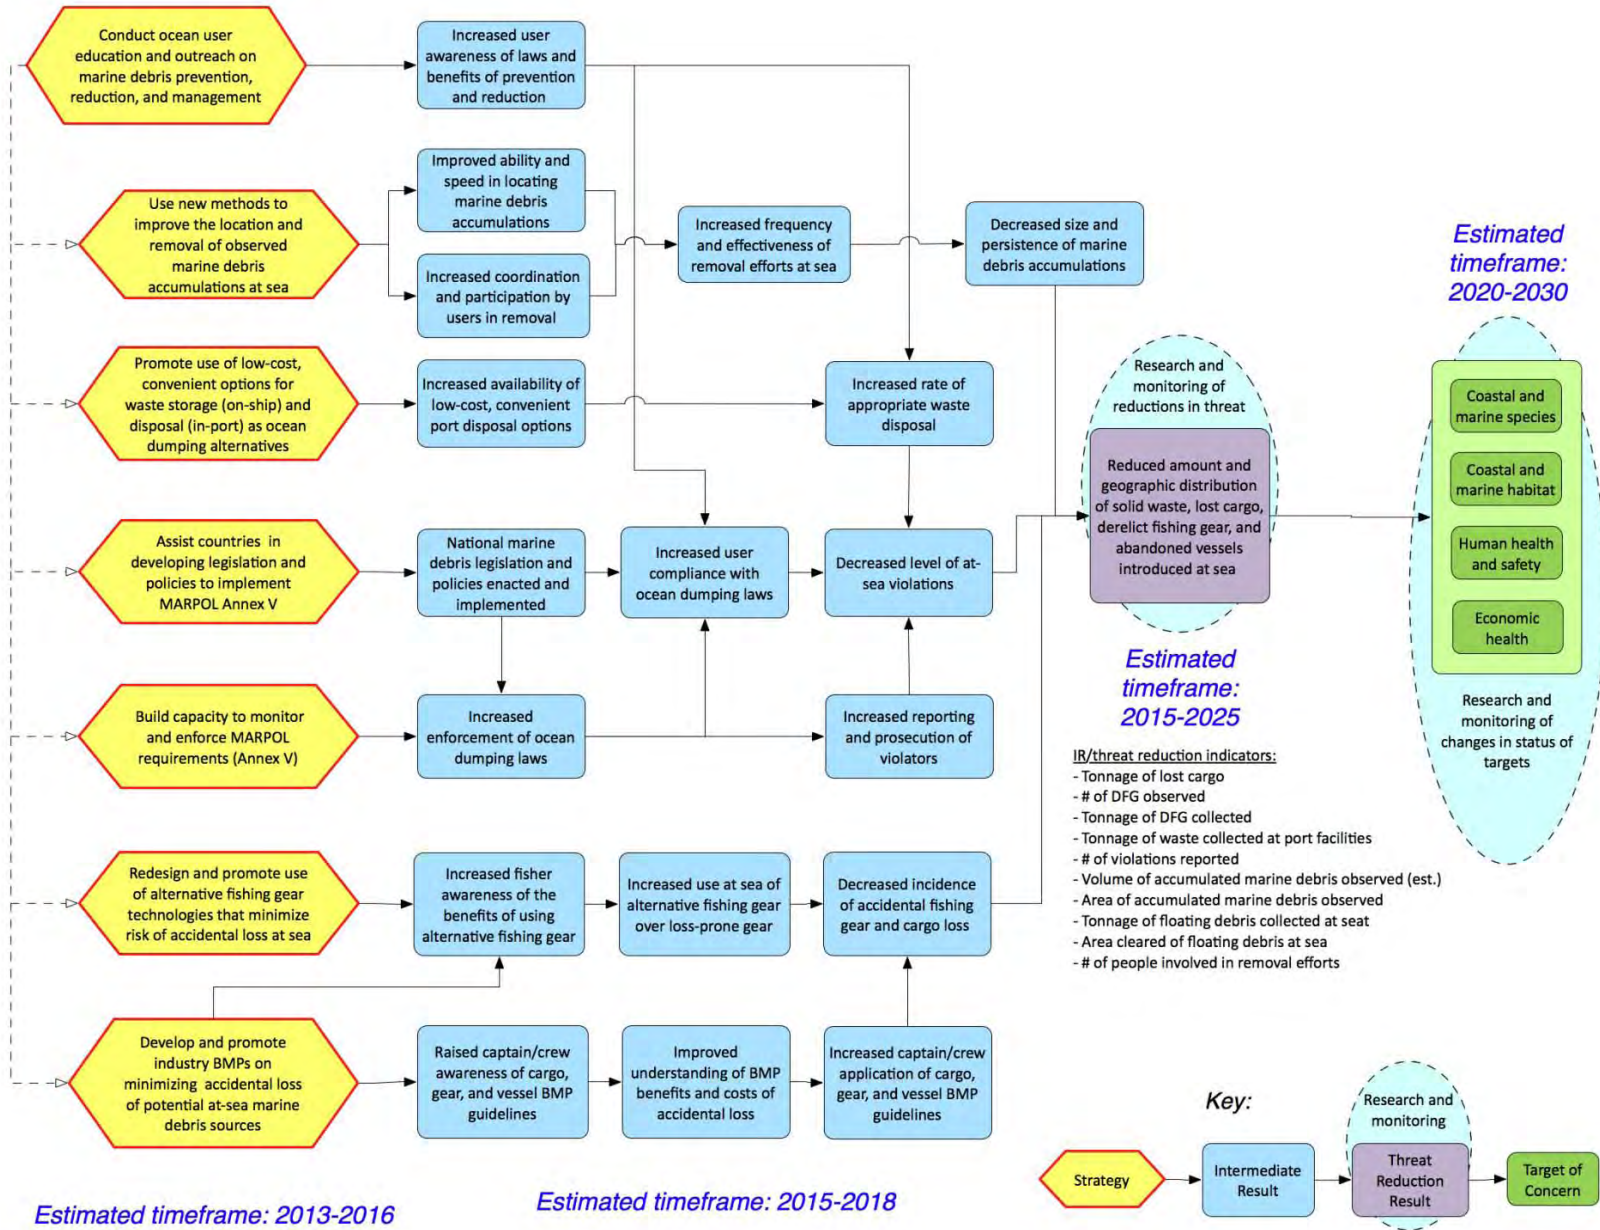 Conduct ocean user
education and outreach on
marine debris prevention,
reduction, and management
Increased user
awareness of laws and
benefits of prevention
and reduction
Use new methods to
improve the location and
removal of observed
marine debris
accumulations at sea
Improved ability and
speed in locating
marine debris
accumulations
Increased coordination
and participation by
users in removal
Increased frequency
and effectiveness of
removal efforts at sea
Decreased size and
persistence of marine
debris accumulations
Promote use of low-cost,
convenient options for
waste storage (on-ship) and
disposal (in-port) as ocean
dumping alternatives
Increased availability of
low-cost, convenient
port disposal options
Increased rate of
appropriate waste
disposal
Assist countries in
developing legislation and
policies to implement
MARPOL Annex V
National marine
debris legislation and
policies enacted and
implemented
Increased user
compliance with
ocean dumping laws
Decreased level of at-
sea violations
Build capacity to monitor
and enforce MARPOL
requirements (Annex V)
Increased
enforcement of ocean
dumping laws
Increased reporting
and prosecution of
violators
Redesign and promote use
of alternative fishing gear
technologies that minimize
risk of accidental loss at sea
Increased fisher
awareness of the
benefits of using
alternative fishing gear
Increased use at sea of
alternative fishing gear
over loss-prone gear
Decreased incidence
of accidental fishing
gear and cargo loss
Develop and promote
industry BMPs on
minimizing accidental loss
of potential at-sea marine
debris sources
Raised captain/crew
awareness of cargo,
gear, and vessel BMP
guidelines
Improved
understanding of BMP
benefits and costs of
accidental loss
Increased captain/crew
application of cargo,
gear, and vessel BMP
guidelines
Estimated timeframe: 2013-2016
Estimated timeframe: 2015-2018
Research and
monitoring of
reductions in threat
Reduced amount and
geographic distribution
of solid waste, lost cargo,
derelict fishing gear, and
abandoned vessels
introduced at sea
Estimated
timeframe:
2015-2025
IR/threat reduction indicators:
- Tonnage of lost cargo
- # of DFG observed
- Tonnage of DFG collected
- Tonnage of waste collected at port facilities
- # of violations reported
- Volume of accumulated marine debris observed (est.)
- Area of accumulated marine debris observed
- Tonnage of floating debris collected at seat
- Area cleared of floating debris at sea
- # of people involved in removal efforts
Estimated
timeframe:
2020-2030
Coastal and
marine species
Coastal and
marine habitat
Human health
and safety
Economic
health
Research and
monitoring of
changes in status of
targets
Key:
Strategy
Intermediate
Result
Research and
monitoring
Threat
Reduction
Result
Target of
Concern